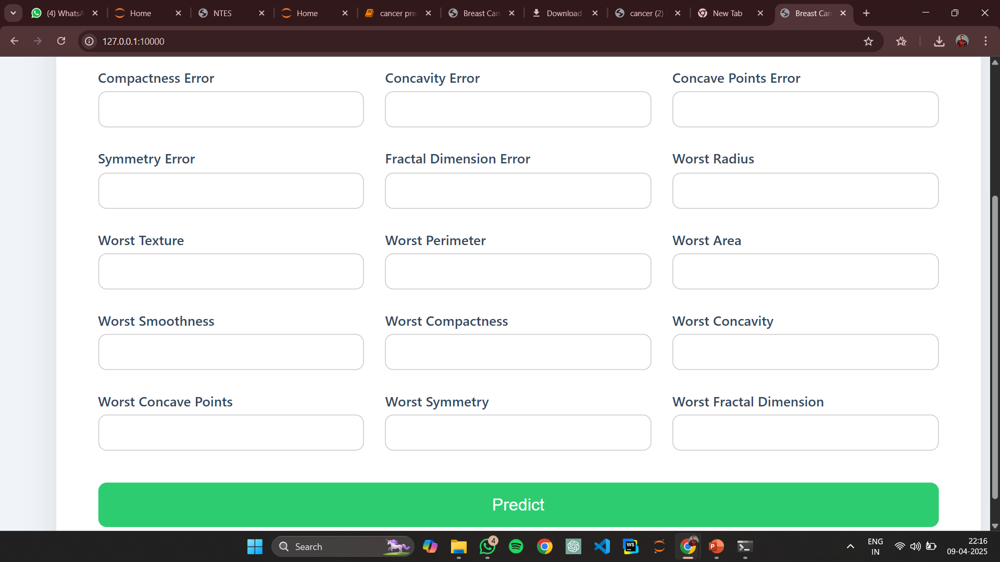 (4) WhatsA
Home
NTES
Home
cancer pre
Breast Can
Download
cancer (2)
New Tab
Breast Can
127.0.0.1:10000
Compactness Error Concavity Error Concave Points Error
Symmetry Error Fractal Dimension Error Worst Radius
Worst Texture Worst Perimeter Worst Area
Worst Smoothness Worst Compactness Worst Concavity
Worst Concave Points Worst Symmetry Worst Fractal Dimension
Predict
Search
4
WS
P
ENG
IN
22:16
09-04-2025